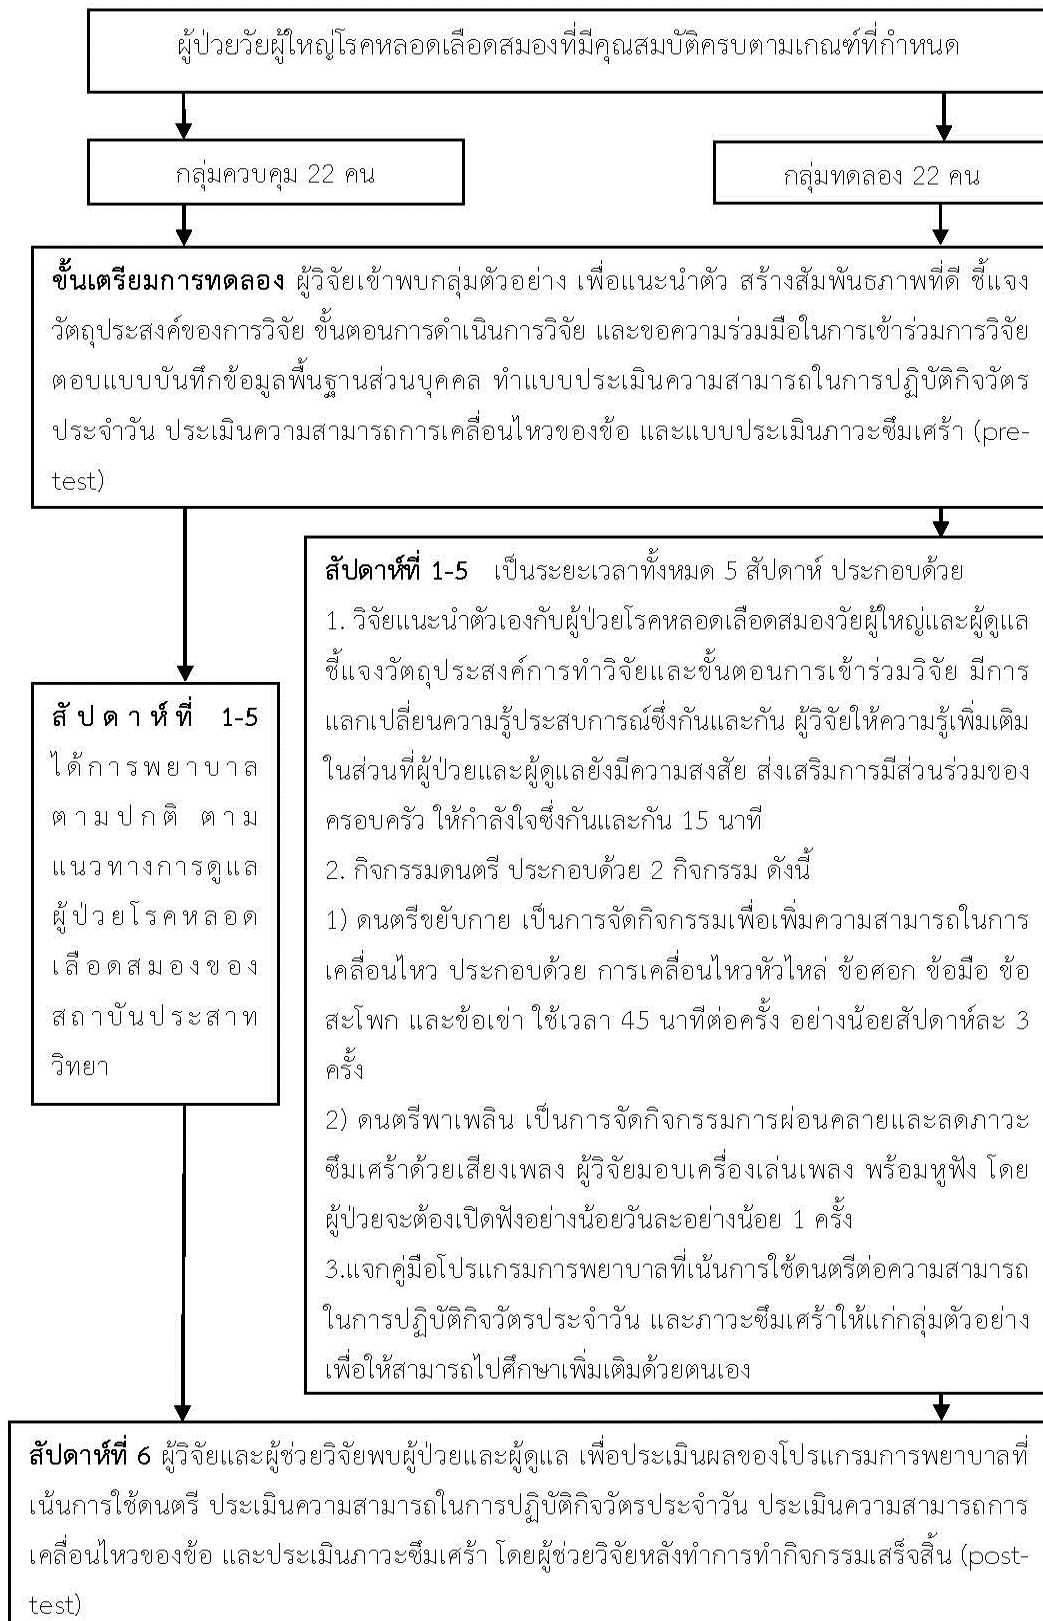 ผู้ป่วยวัยผู้ใหญ่โรคหลอดเลือดสมองที่มีคุณสมบัติครบตามเกณฑ์ที่กำหนด
กลุ่มควบคุม 22 คน
กลุ่มทดลอง 22 คน
ขั้นเตรียมการทดลอง ผู้วิจัยเข้าพบกลุ่มตัวอย่าง เพื่อแนะนำตัว สร้างสัมพันธภาพที่ดี ชี้แจง
วัตถุประสงค์ของการวิจัย ขั้นตอนการดำเนินการวิจัย และขอความร่วมมือในการเข้าร่วมการวิจัย
ตอบแบบบันทึกข้อมูลพื้นฐานส่วนบุคคล ทำแบบประเมินความสามารถในการปฏิบัติกิจวัตร
ประจำวัน ประเมินความสามารถการเคลื่อนไหวของข้อ และแบบประเมินภาวะซึมเศร้า (pre-
test)
สัปดาห์ที่ 1-5
ได้การพยาบาล
ตามปกติ ตาม
แนวทางการดูแล
ผู้ป่วยโรคหลอด
เลือดสมองของ
สถาบันประสาท
วิทยา
สัปดาห์ที่ 1-5 เป็นระยะเวลาทั้งหมด 5 สัปดาห์ ประกอบด้วย
1. วิจัยแนะนำตัวเองกับผู้ป่วยโรคหลอดเลือดสมองวัยผู้ใหญ่และผู้ดูแล
ชี้แจงวัตถุประสงค์การทำวิจัยและขั้นตอนการเข้าร่วมวิจัย มีการ
แลกเปลี่ยนความรู้ประสบการณ์ซึ่งกันและกัน ผู้วิจัยให้ความรู้เพิ่มเติม
ในส่วนที่ผู้ป่วยและผู้ดูแลยังมีความสงสัย ส่งเสริมการมีส่วนร่วมของ
ครอบครัว ให้กำลังใจซึ่งกันและกัน 15 นาที
2. กิจกรรมดนตรี ประกอบด้วย 2 กิจกรรม ดังนี้
1) ดนตรีขยับกาย เป็นการจัดกิจกรรมเพื่อเพิ่มความสามารถในการ
เคลื่อนไหว ประกอบด้วย การเคลื่อนไหวหัวไหล่ ข้อศอก ข้อมือ ข้อ
สะโพก และข้อเข่า ใช้เวลา 45 นาทีต่อครั้ง อย่างน้อยสัปดาห์ละ 3
ครั้ง
2) ดนตรีพาเพลิน เป็นการจัดกิจกรรมการผ่อนคลายและลดภาวะ
ซึมเศร้าด้วยเสียงเพลง ผู้วิจัยมอบเครื่องเล่นเพลง พร้อมหูฟัง โดย
ผู้ป่วยจะต้องเปิดฟังอย่างน้อยวันละอย่างน้อย 1 ครั้ง
3.แจกคู่มือโปรแกรมการพยาบาลที่เน้นการใช้ดนตรีต่อความสามารถ
ในการปฏิบัติกิจวัตรประจำวัน และภาวะซึมเศร้าให้แก่กลุ่มตัวอย่าง
เพื่อให้สามารถไปศึกษาเพิ่มเติมด้วยตนเอง
สัปดาห์ที่ 6 ผู้วิจัยและผู้ช่วยวิจัยพบผู้ป่วยและผู้ดูแล เพื่อประเมินผลของโปรแกรมการพยาบาลที่
เน้นการใช้ดนตรี ประเมินความสามารถในการปฏิบัติกิจวัตรประจำวัน ประเมินความสามารถการ
เคลื่อนไหวของข้อ และประเมินภาวะซึมเศร้า โดยผู้ช่วยวิจัยหลังทำการทำกิจกรรมเสร็จสิ้น (post-
test)